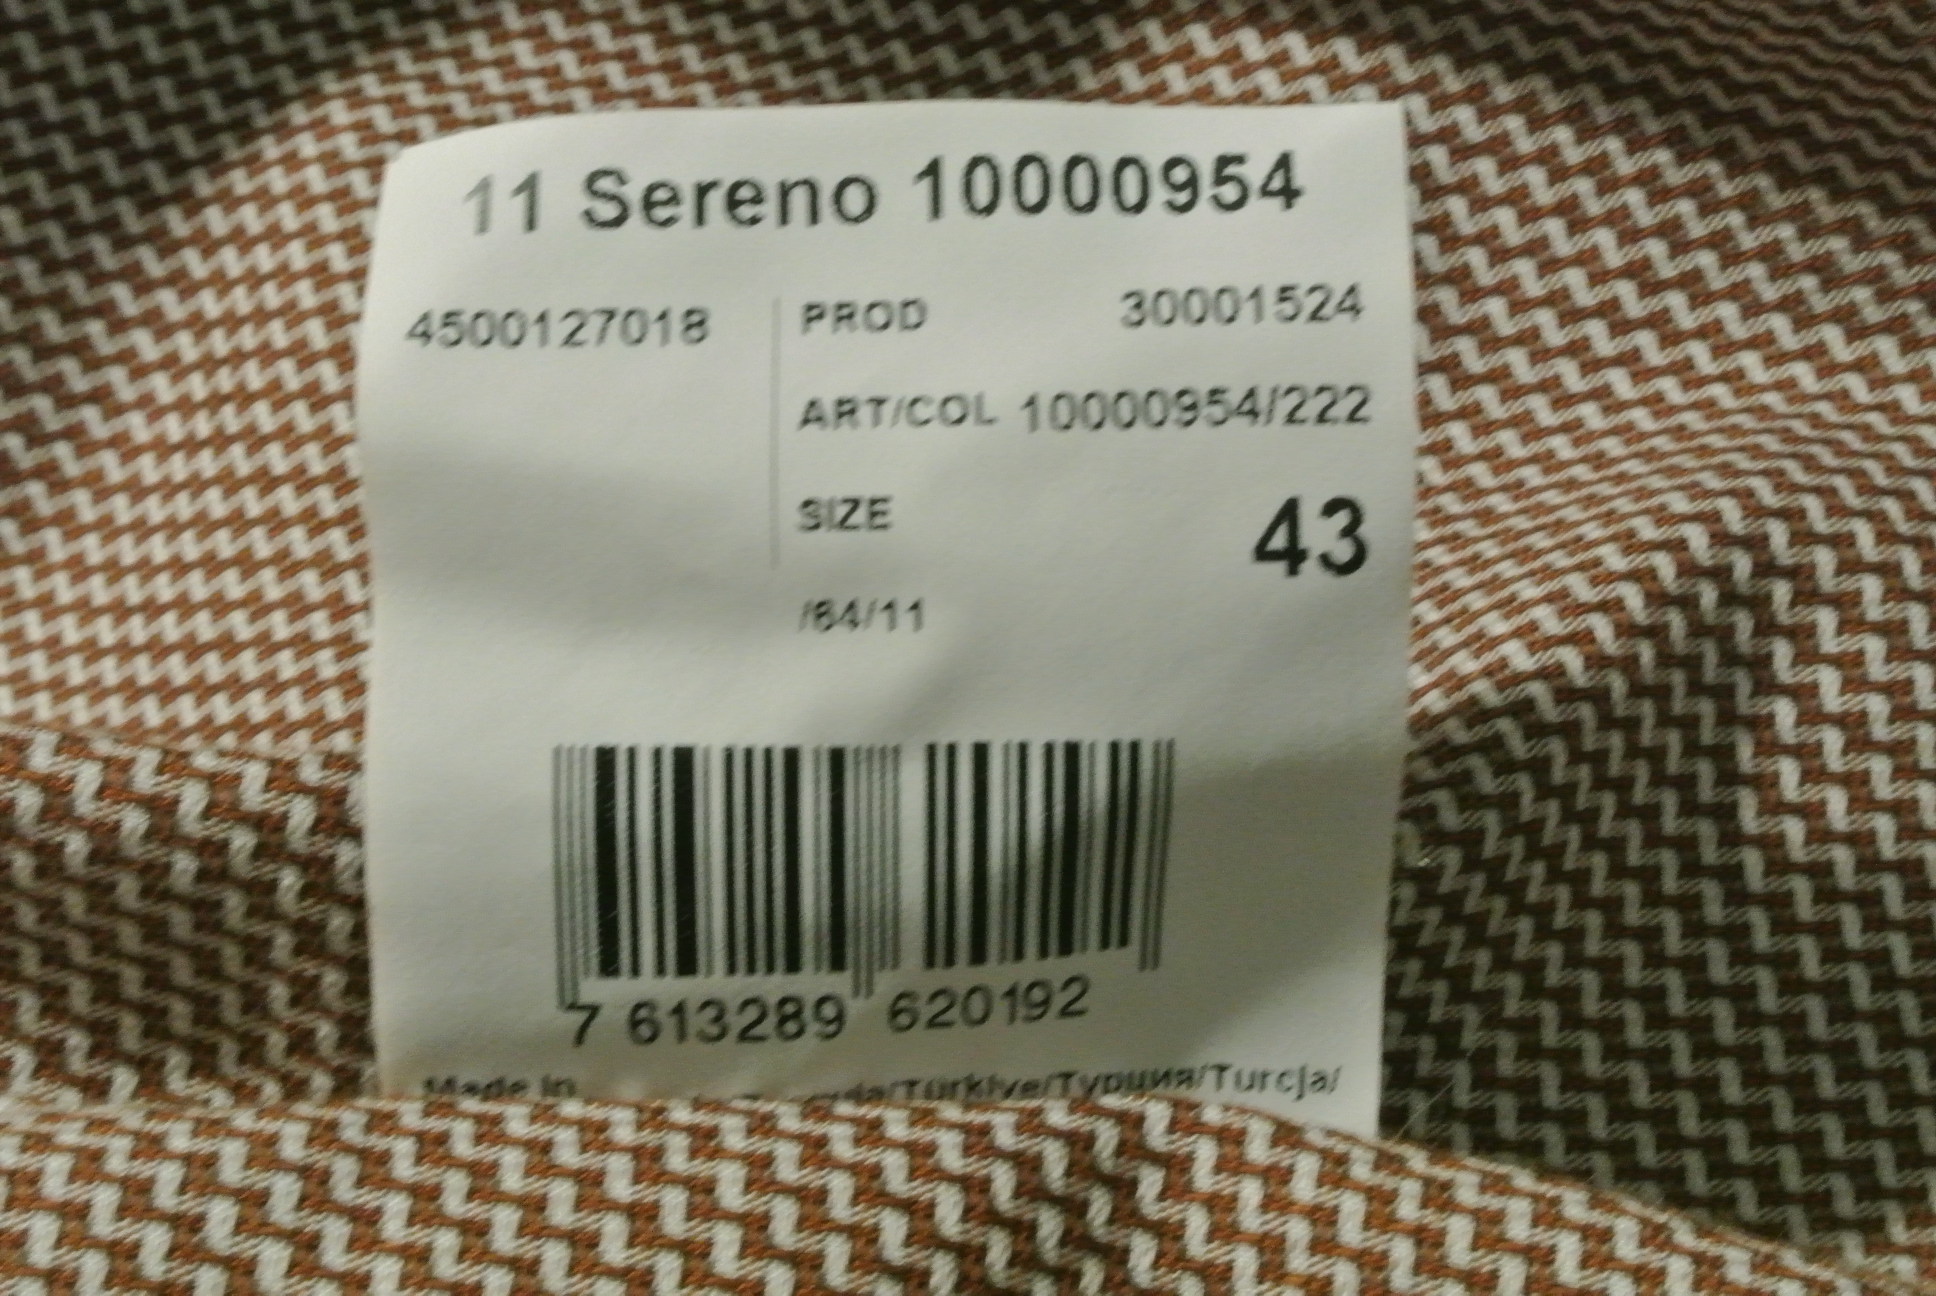 11 Sereno 10000954
4500127018
PROD 30001524
ART/COL 10000954/222
SIZE 43
/64/11
7 613289 620192
Made in /Türkiye/Турция/Turcja/